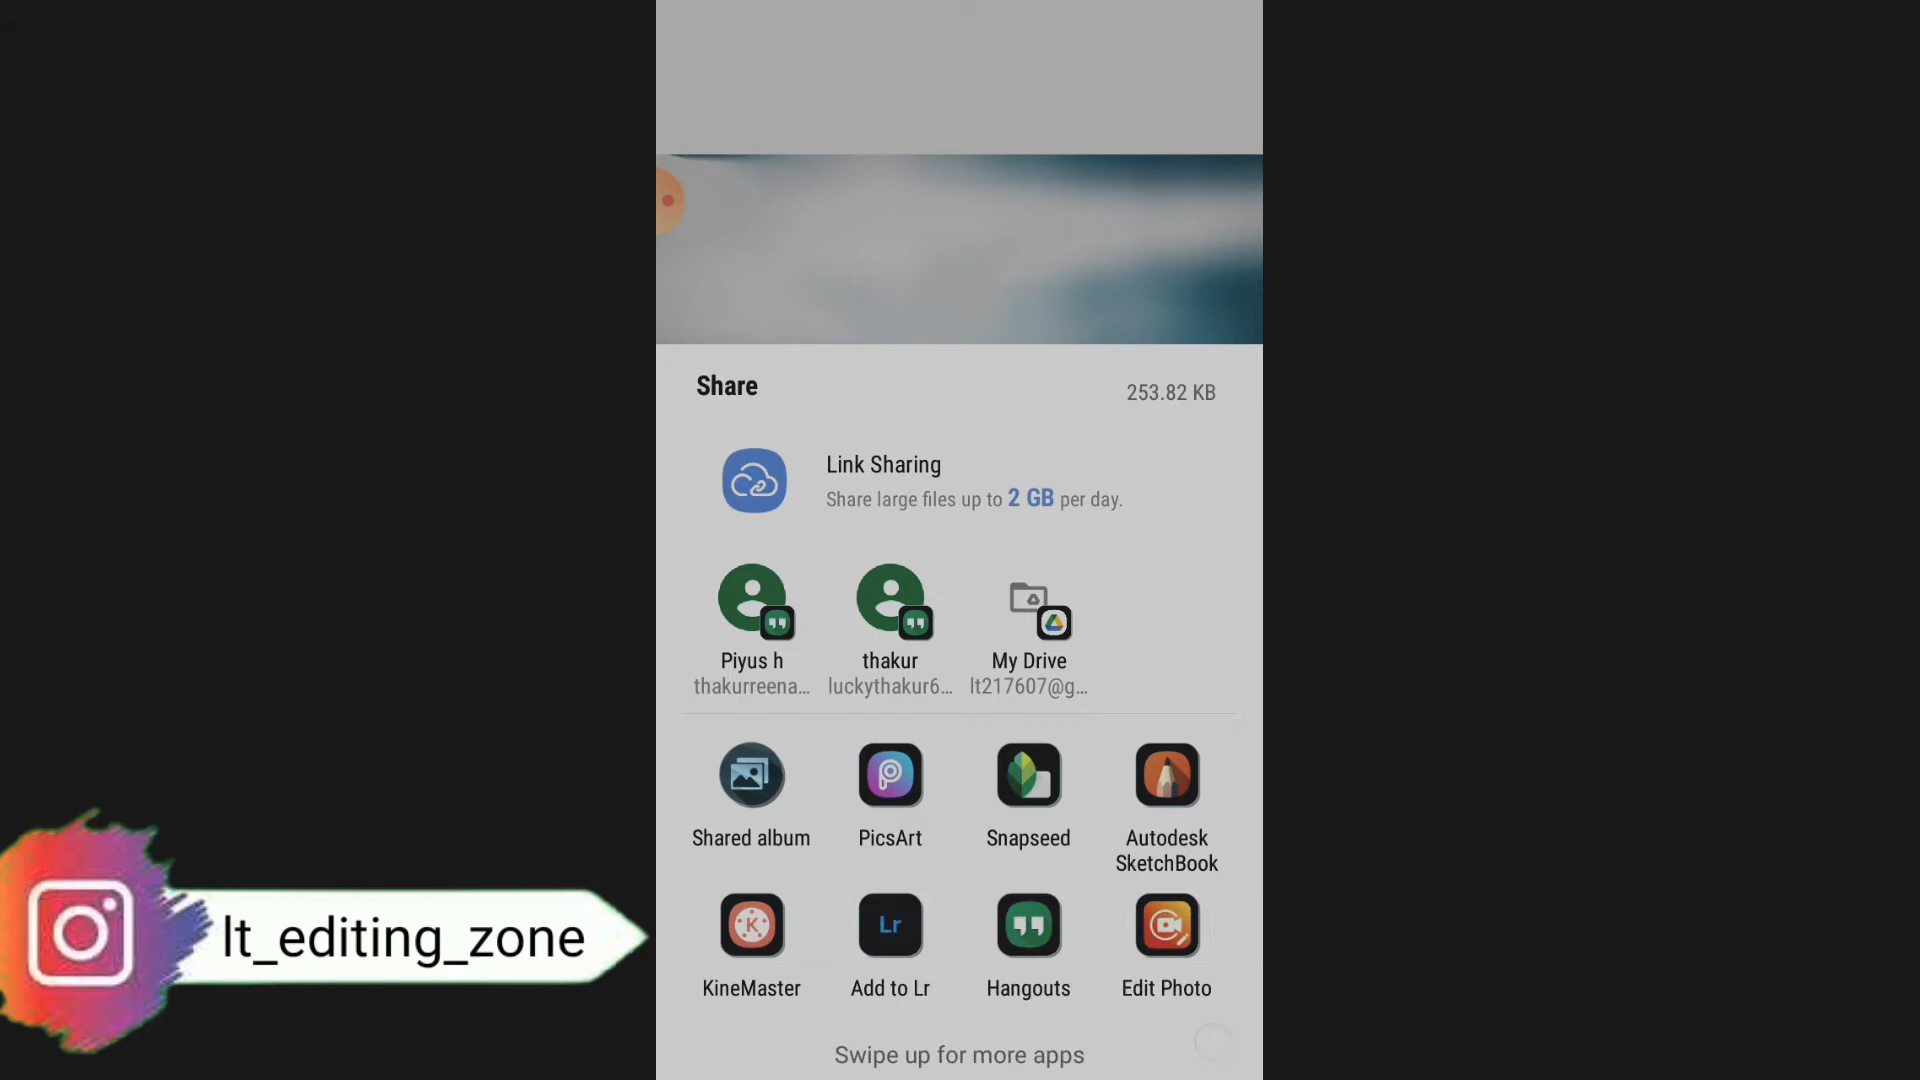 Share
253.82 KB
Link Sharing
Share large files up to 2 GB per day.
Piyus h
thakurreena...
thakur
luckythakur6...
My Drive
lt217607@g...
Shared album
PicsArt
Snapseed
Autodesk
SketchBook
KineMaster
Lr
Add to Lr
Hangouts
Edit Photo
Swipe up for more apps
lt_editing_zone